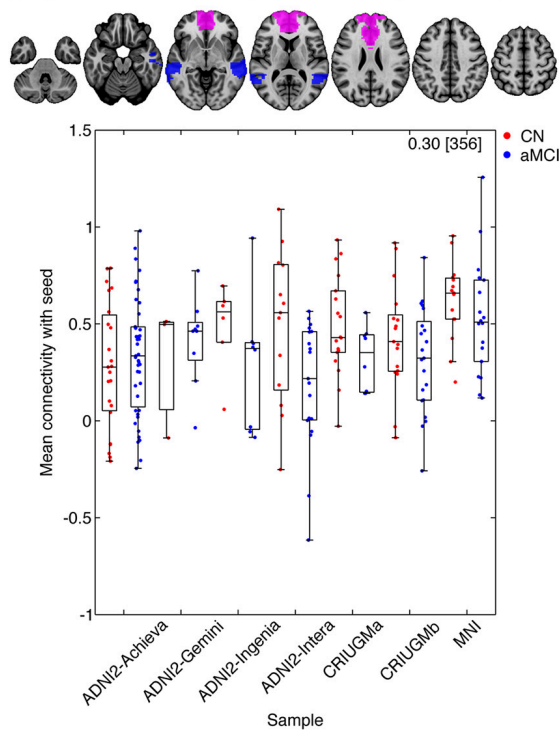 1.5
0.30 [356]
CN
aMCI
1
0.5
0
-0.5
-1
Mean connectivity with seed
ADNI2-Achieva
ADNI2-Gemini
ADNI2-Ingenia
ADNI2-Intera
CRIUGMa
CRIUGMb
MNI
Sample